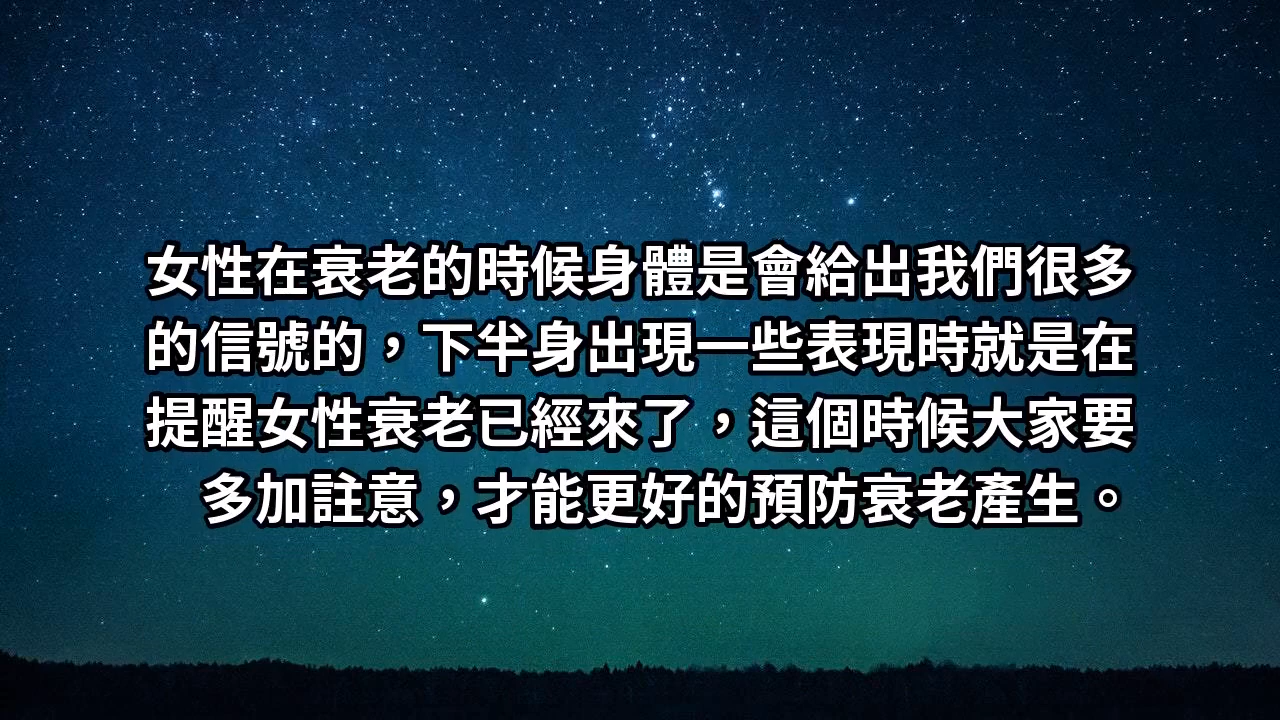 女性在衰老的時候身體是會給出我們很多
的信號的，下半身出現一些表現時就是在
提醒女性衰老已經來了，這個時候大家要
多加註意，才能更好的預防衰老產生。